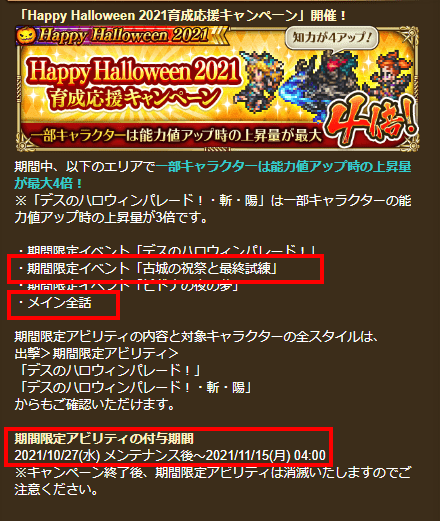 「Happy Halloween 2021育成応援キャンペーン」開催！
Happy Halloween 2021
知力が4アップ！
Happy Halloween 2021
育成応援キャンペーン
一部キャラクターは能力値アップ時の上昇量が最大
4倍！
期間中、以下のエリアで一部キャラクターは能力値アップ時の上昇量
が最大4倍！
※「デスのハロウィンパレード！・斬・陽」は一部キャラクターの能
力値アップ時の上昇量が3倍です。
・期間限定イベント「デスのハロウィンパレード！」
・期間限定イベント「古城の祝祭と最終試練」
・期間限定イベント「ピドナの夜の夢」
・メイン全話
期間限定アビリティの内容と対象キャラクターの全スタイルは、
出撃＞期間限定アビリティ＞
「デスのハロウィンパレード！」
「デスのハロウィンパレード！・斬・陽」
からもご確認いただけます。
期間限定アビリティの付与期間
2021/10/27(水) メンテナンス後～2021/11/15(月) 04:00
※キャンペーン終了後、期間限定アビリティは消滅いたしますのでご
注意ください。